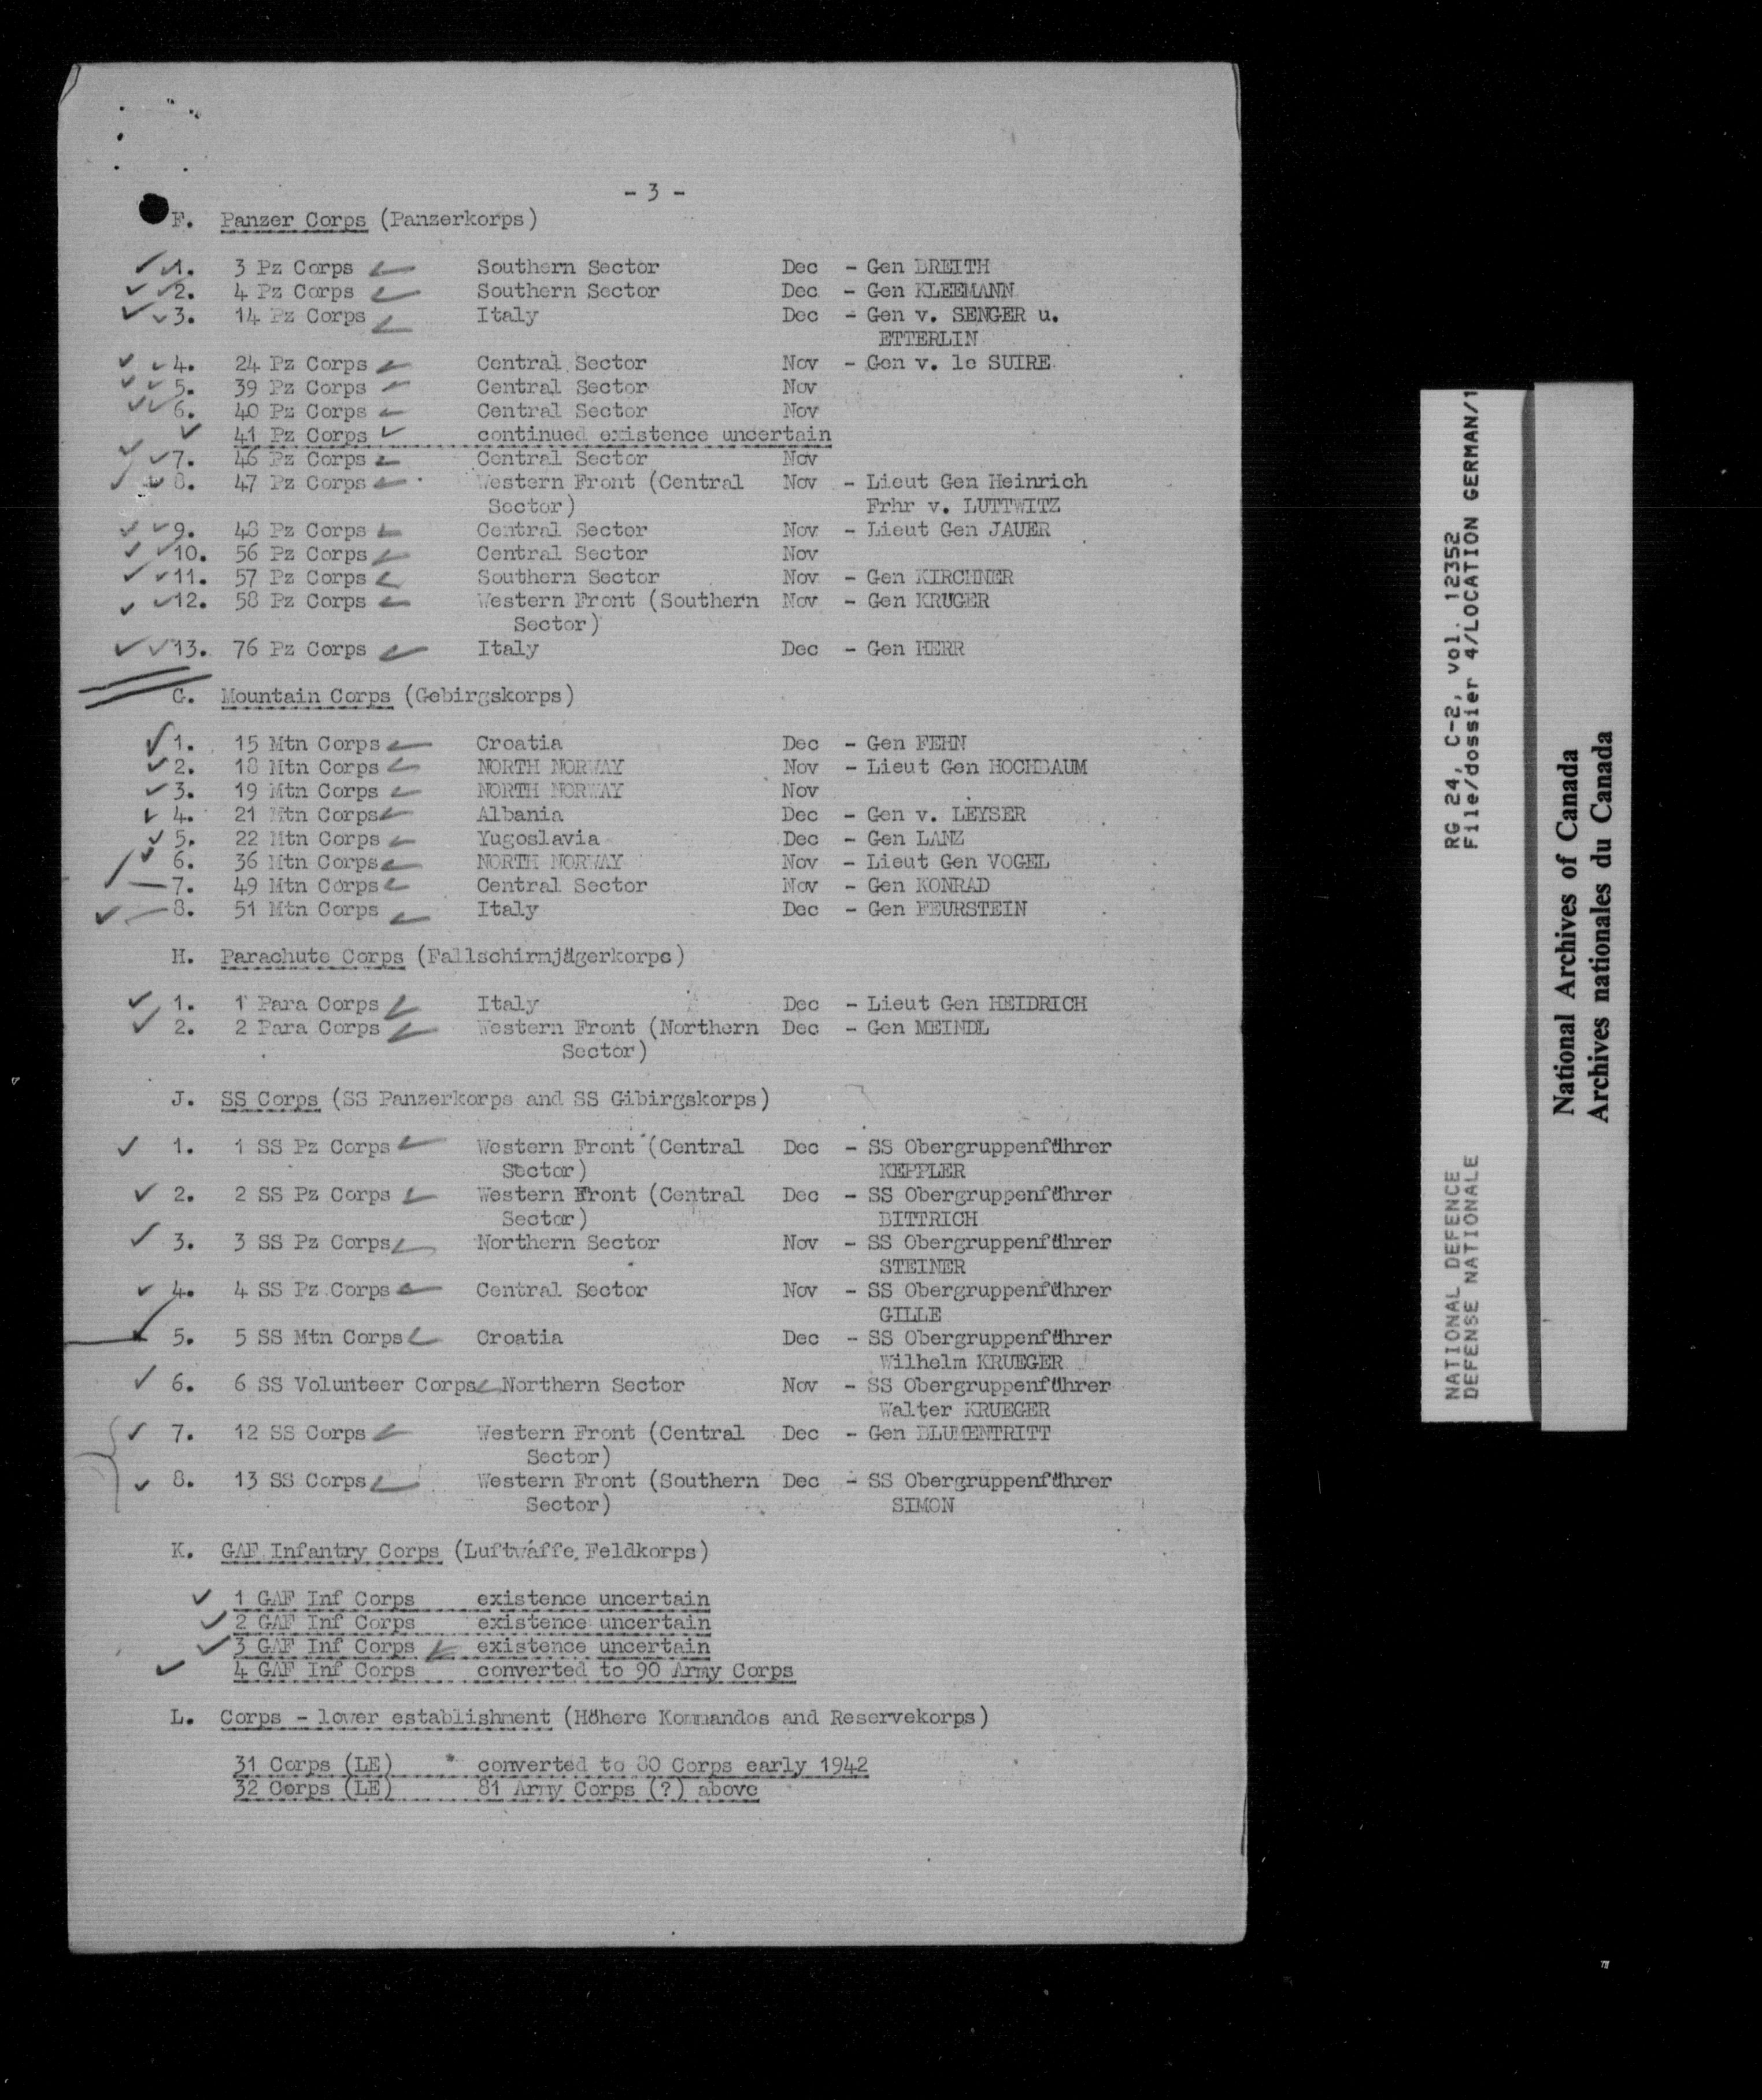 - 3 -
F. Panzer Corps (Panzerkorps)
1. 3 Pz Corps Southern Sector Dec - Gen BREITH
2. 4 Pz Corps Southern Sector Dec - Gen KLEEMANN
3. 14 Pz Corps Italy Dec - Gen v. SENGER u.
ETTERLIN
4. 24 Pz Corps Central Sector Nov - Gen v. le SUIRE
5. 39 Pz Corps Central Sector Nov
6. 40 Pz Corps Central Sector Nov
41 Pz Corps continued existence uncertain
7. 46 Pz Corps Central Sector Nov
8. 47 Pz Corps Western Front (Central Nov - Lieut Gen Heinrich
Sector) Frhr v. LUTTWITZ
9. 48 Pz Corps Central Sector Nov - Lieut Gen JAUER
10. 56 Pz Corps Central Sector Nov
11. 57 Pz Corps Southern Sector Nov - Gen KIRCHNER
12. 58 Pz Corps Western Front (Southern Nov - Gen KRUGER
Sector)
13. 76 Pz Corps Italy Dec - Gen HERR
G. Mountain Corps (Gebirgskorps)
1. 15 Mtn Corps Croatia Dec - Gen FEHN
2. 18 Mtn Corps NORTH NORWAY Nov - Lieut Gen HOCHBAUM
3. 19 Mtn Corps NORTH NORWAY Nov
4. 21 Mtn Corps Albania Dec - Gen v. LEYSER
5. 22 Mtn Corps Yugoslavia Dec - Gen LANZ
6. 36 Mtn Corps NORTH NORWAY Nov - Lieut Gen VOGEL
7. 49 Mtn Corps Central Sector Nov - Gen KONRAD
8. 51 Mtn Corps Italy Dec - Gen FEURSTEIN
H. Parachute Corps (Fallschirmjägerkorps)
1. 1 Para Corps Italy Dec - Lieut Gen HEIDRICH
2. 2 Para Corps Western Front (Northern Dec - Gen MEINDL
Sector)
J. SS Corps (SS Panzerkorps and SS Gibirgskorps)
1. 1 SS Pz Corps Western Front (Central Dec - SS Obergruppenführer
Sector) KEPPLER
2. 2 SS Pz Corps Western Front (Central Dec - SS Obergruppenführer
Sector) BITTRICH
3. 3 SS Pz Corps Northern Sector Nov - SS Obergruppenführer
STEINER
4. 4 SS Pz Corps Central Sector Nov - SS Obergruppenführer
GILLE
5. 5 SS Mtn Corps Croatia Dec - SS Obergruppenführer
Wilhelm KRUEGER
6. 6 SS Volunteer Corps Northern Sector Nov - SS Obergruppenführer
Walter KRUEGER
7. 12 SS Corps Western Front (Central Dec - Gen BLUMENTRITT
Sector)
8. 13 SS Corps Western Front (Southern Dec - SS Obergruppenführer
Sector) SIMON
K. GAF Infantry Corps (Luftwaffe Feldkorps)
1 GAF Inf Corps existence uncertain
2 GAF Inf Corps existence uncertain
3 GAF Inf Corps existence uncertain
4 GAF Inf Corps converted to 90 Army Corps
L. Corps - lower establishment (Höhere Kommandos and Reservekorps)
31 Corps (LE) converted to 80 Corps early 1942
32 Corps (LE) 81 Army Corps (?) above
NATIONAL DEFENCE RG 24, C-2, vol. 12352
DEFENSE NATIONALE File/dossier 4/LOCATION GERMAN/1
National Archives of Canada
Archives nationales du Canada